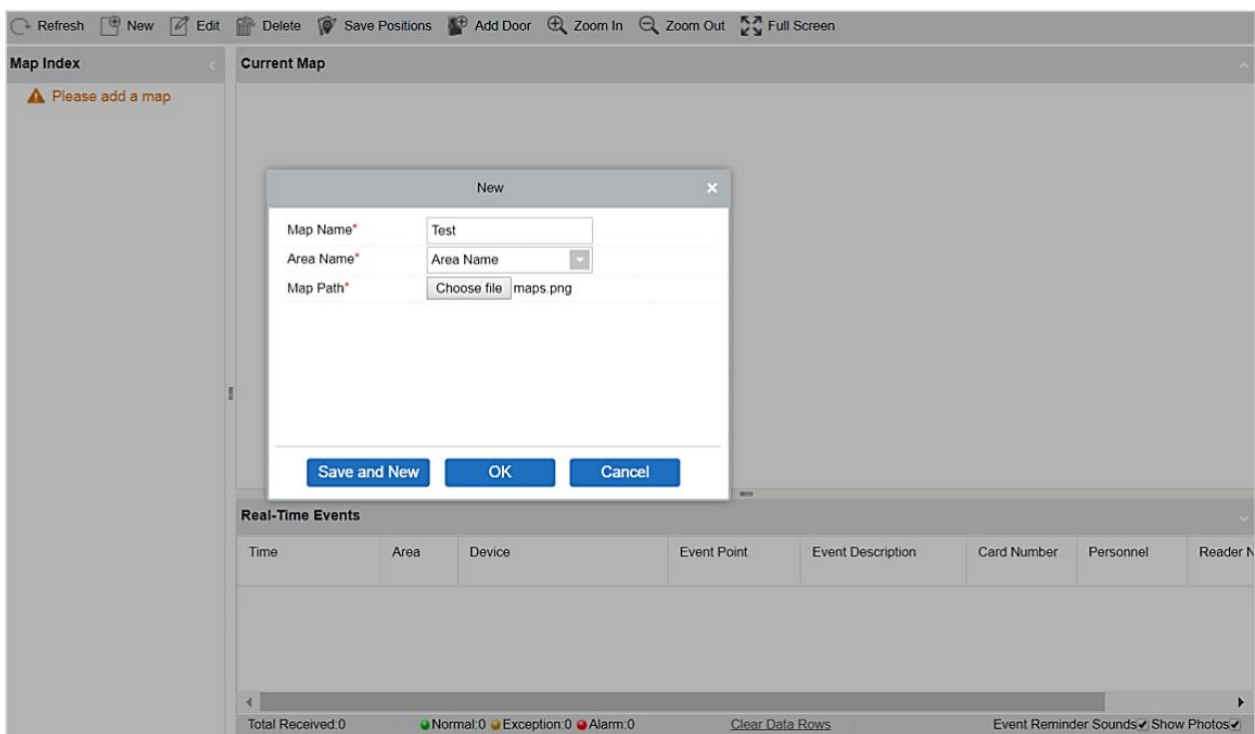 Refresh New Edit Delete Save Positions Add Door Zoom In Zoom Out Full Screen
Map Index
Current Map
Please add a map
New
Map Name* Test
Area Name* Area Name
Map Path* Choose file maps.png
Save and New OK Cancel
Real-Time Events
Time Area Device Event Point Event Description Card Number Personnel Reader N
Total Received:0 Normal:0 Exception:0 Alarm:0 Clear Data Rows Event Reminder Sounds Show Photos